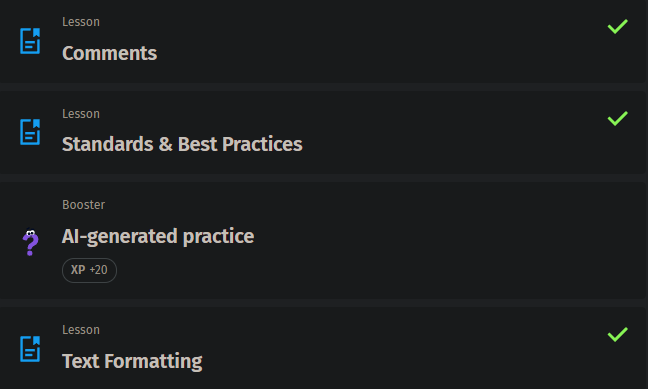 Lesson
Comments
Lesson
Standards & Best Practices
Booster
AI-generated practice
XP +20
Lesson
Text Formatting